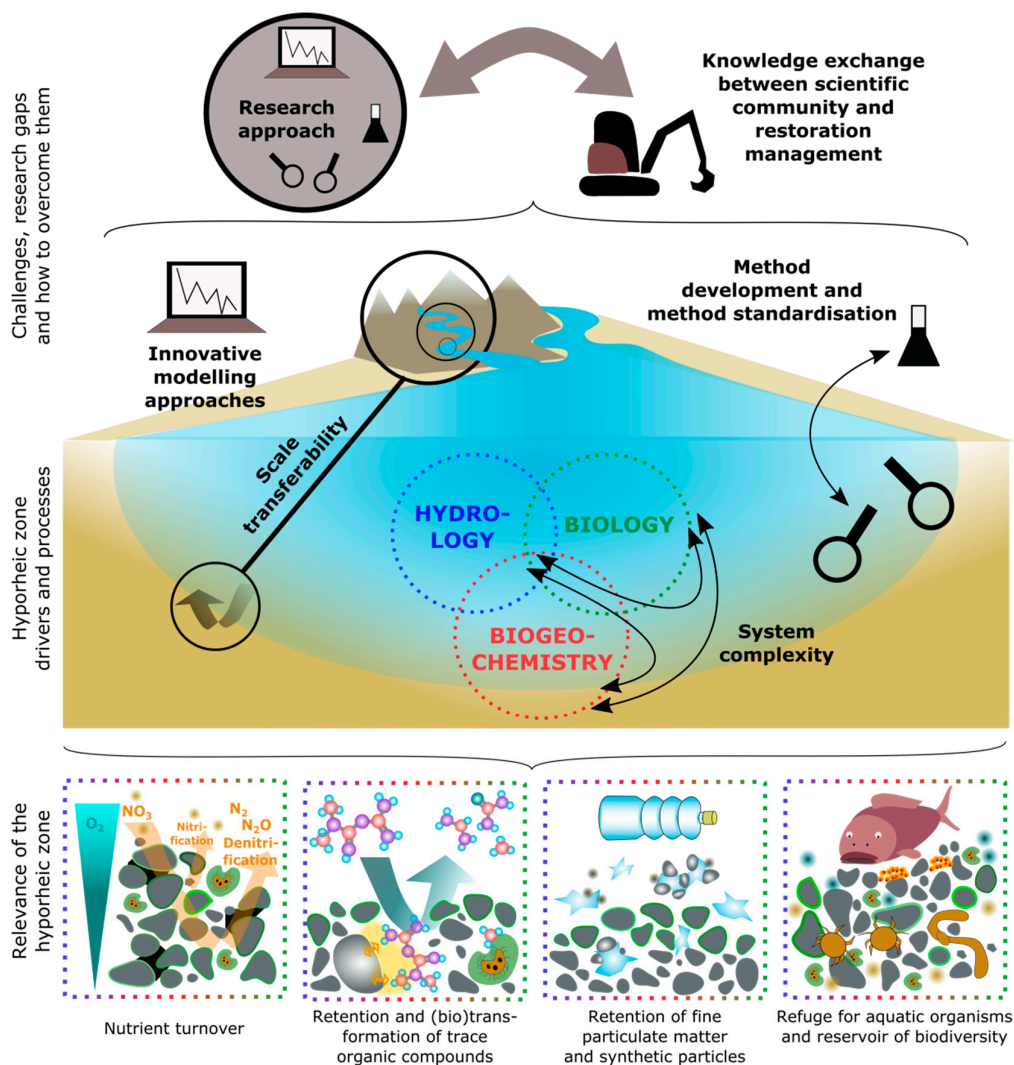 Challenges, research gaps
and how to overcome them
Research
approach
Knowledge exchange
between scientific
community and
restoration
management
Innovative
modelling
approaches
Method
development and
method standardisation
Scale
transferability
Hyporheic zone
drivers and processes
HYDRO-
LOGY
BIOLOGY
BIOGEO-
CHEMISTRY
System
complexity
Relevance of the
hyporheic zone
O₂
NO₃
Nitri-
fication
N₂
N₂O
Denitri-
fication
Nutrient turnover
Retention and (bio)trans-
formation of trace
organic compounds
Retention of fine
particulate matter
and synthetic particles
Refuge for aquatic organisms
and reservoir of biodiversity